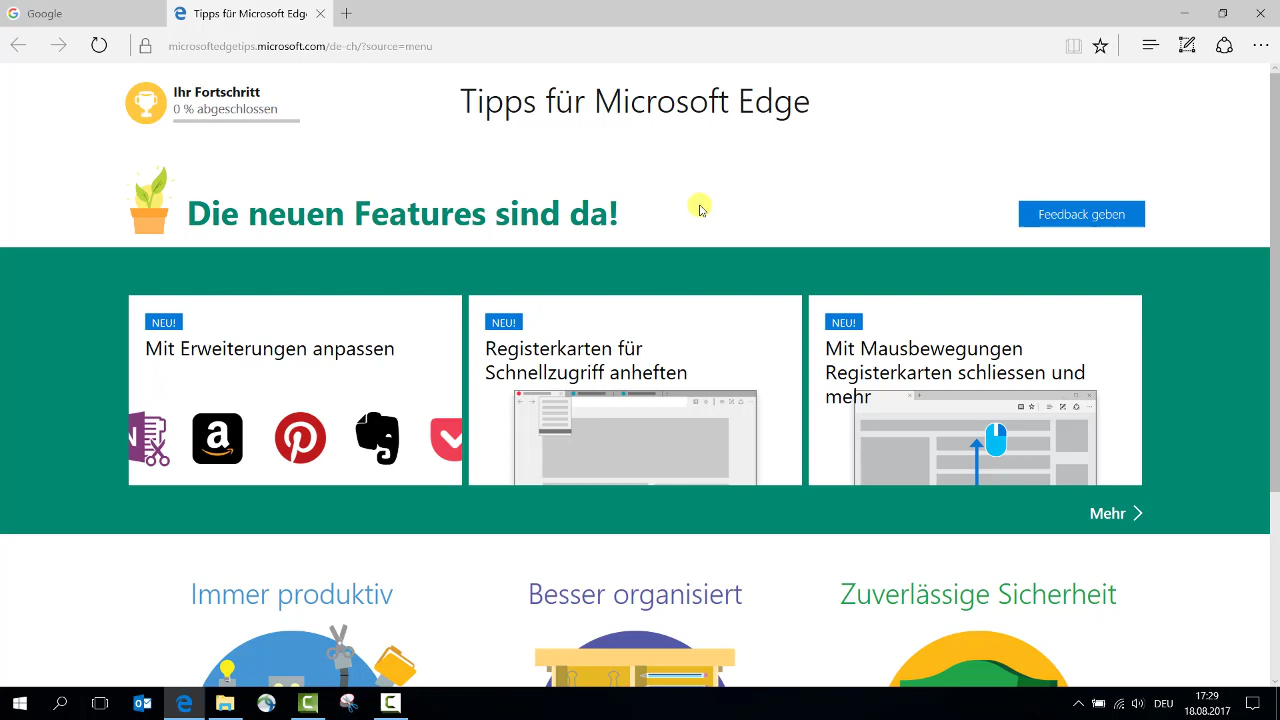 Google
Tipps für Microsoft Edg
microsoftedgetips.microsoft.com/de-ch/?source=menu
Ihr Fortschritt
0 % abgeschlossen
Tipps für Microsoft Edge
Die neuen Features sind da!
Feedback geben
NEU!
Mit Erweiterungen anpassen
NEU!
Registerkarten für
Schnellzugriff anheften
NEU!
Mit Mausbewegungen
Registerkarten schliessen und
mehr
N
a
Mehr
Immer produktiv
Besser organisiert
Zuverlässige Sicherheit
DEU
17:29
18.08.2017